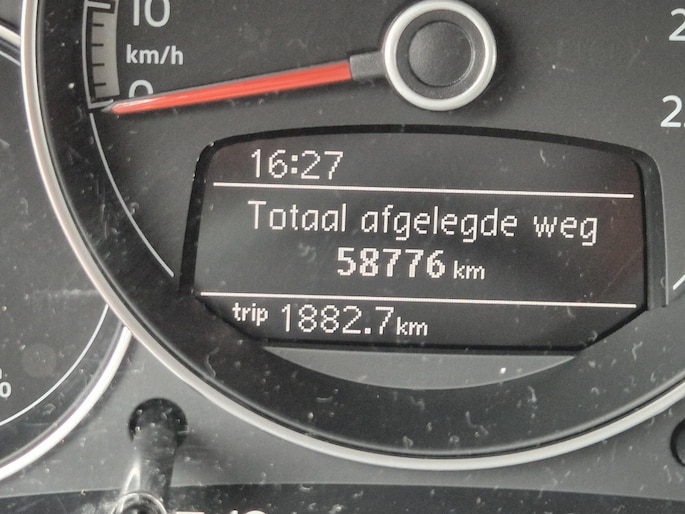 10
km/h
0
16:27
Totaal afgelegde weg
58776 km
trip 1882.7 km